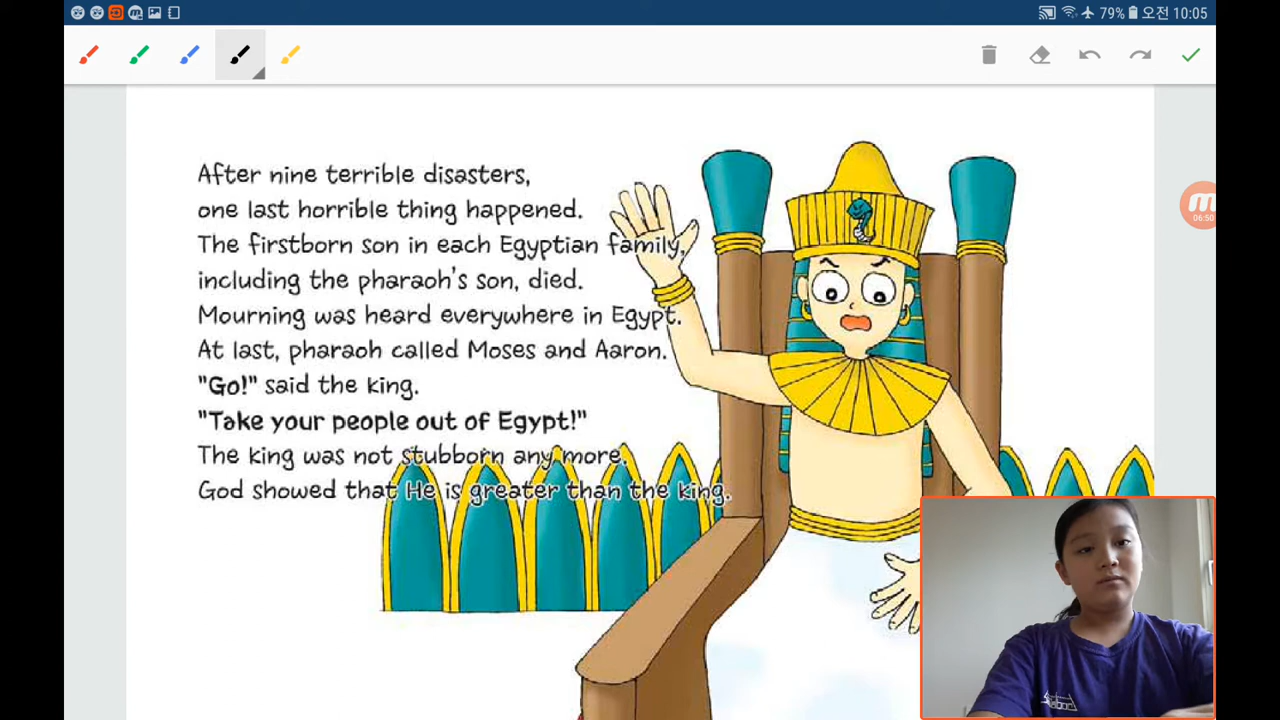 79% 오전 10:05
06:50
After nine terrible disasters,
one last horrible thing happened.
The firstborn son in each Egyptian family,
including the pharaoh's son, died.
Mourning was heard everywhere in Egypt.
At last, pharaoh called Moses and Aaron.
"Go!" said the king.
"Take your people out of Egypt!"
The king was not stubborn any more.
God showed that He is greater than the king.